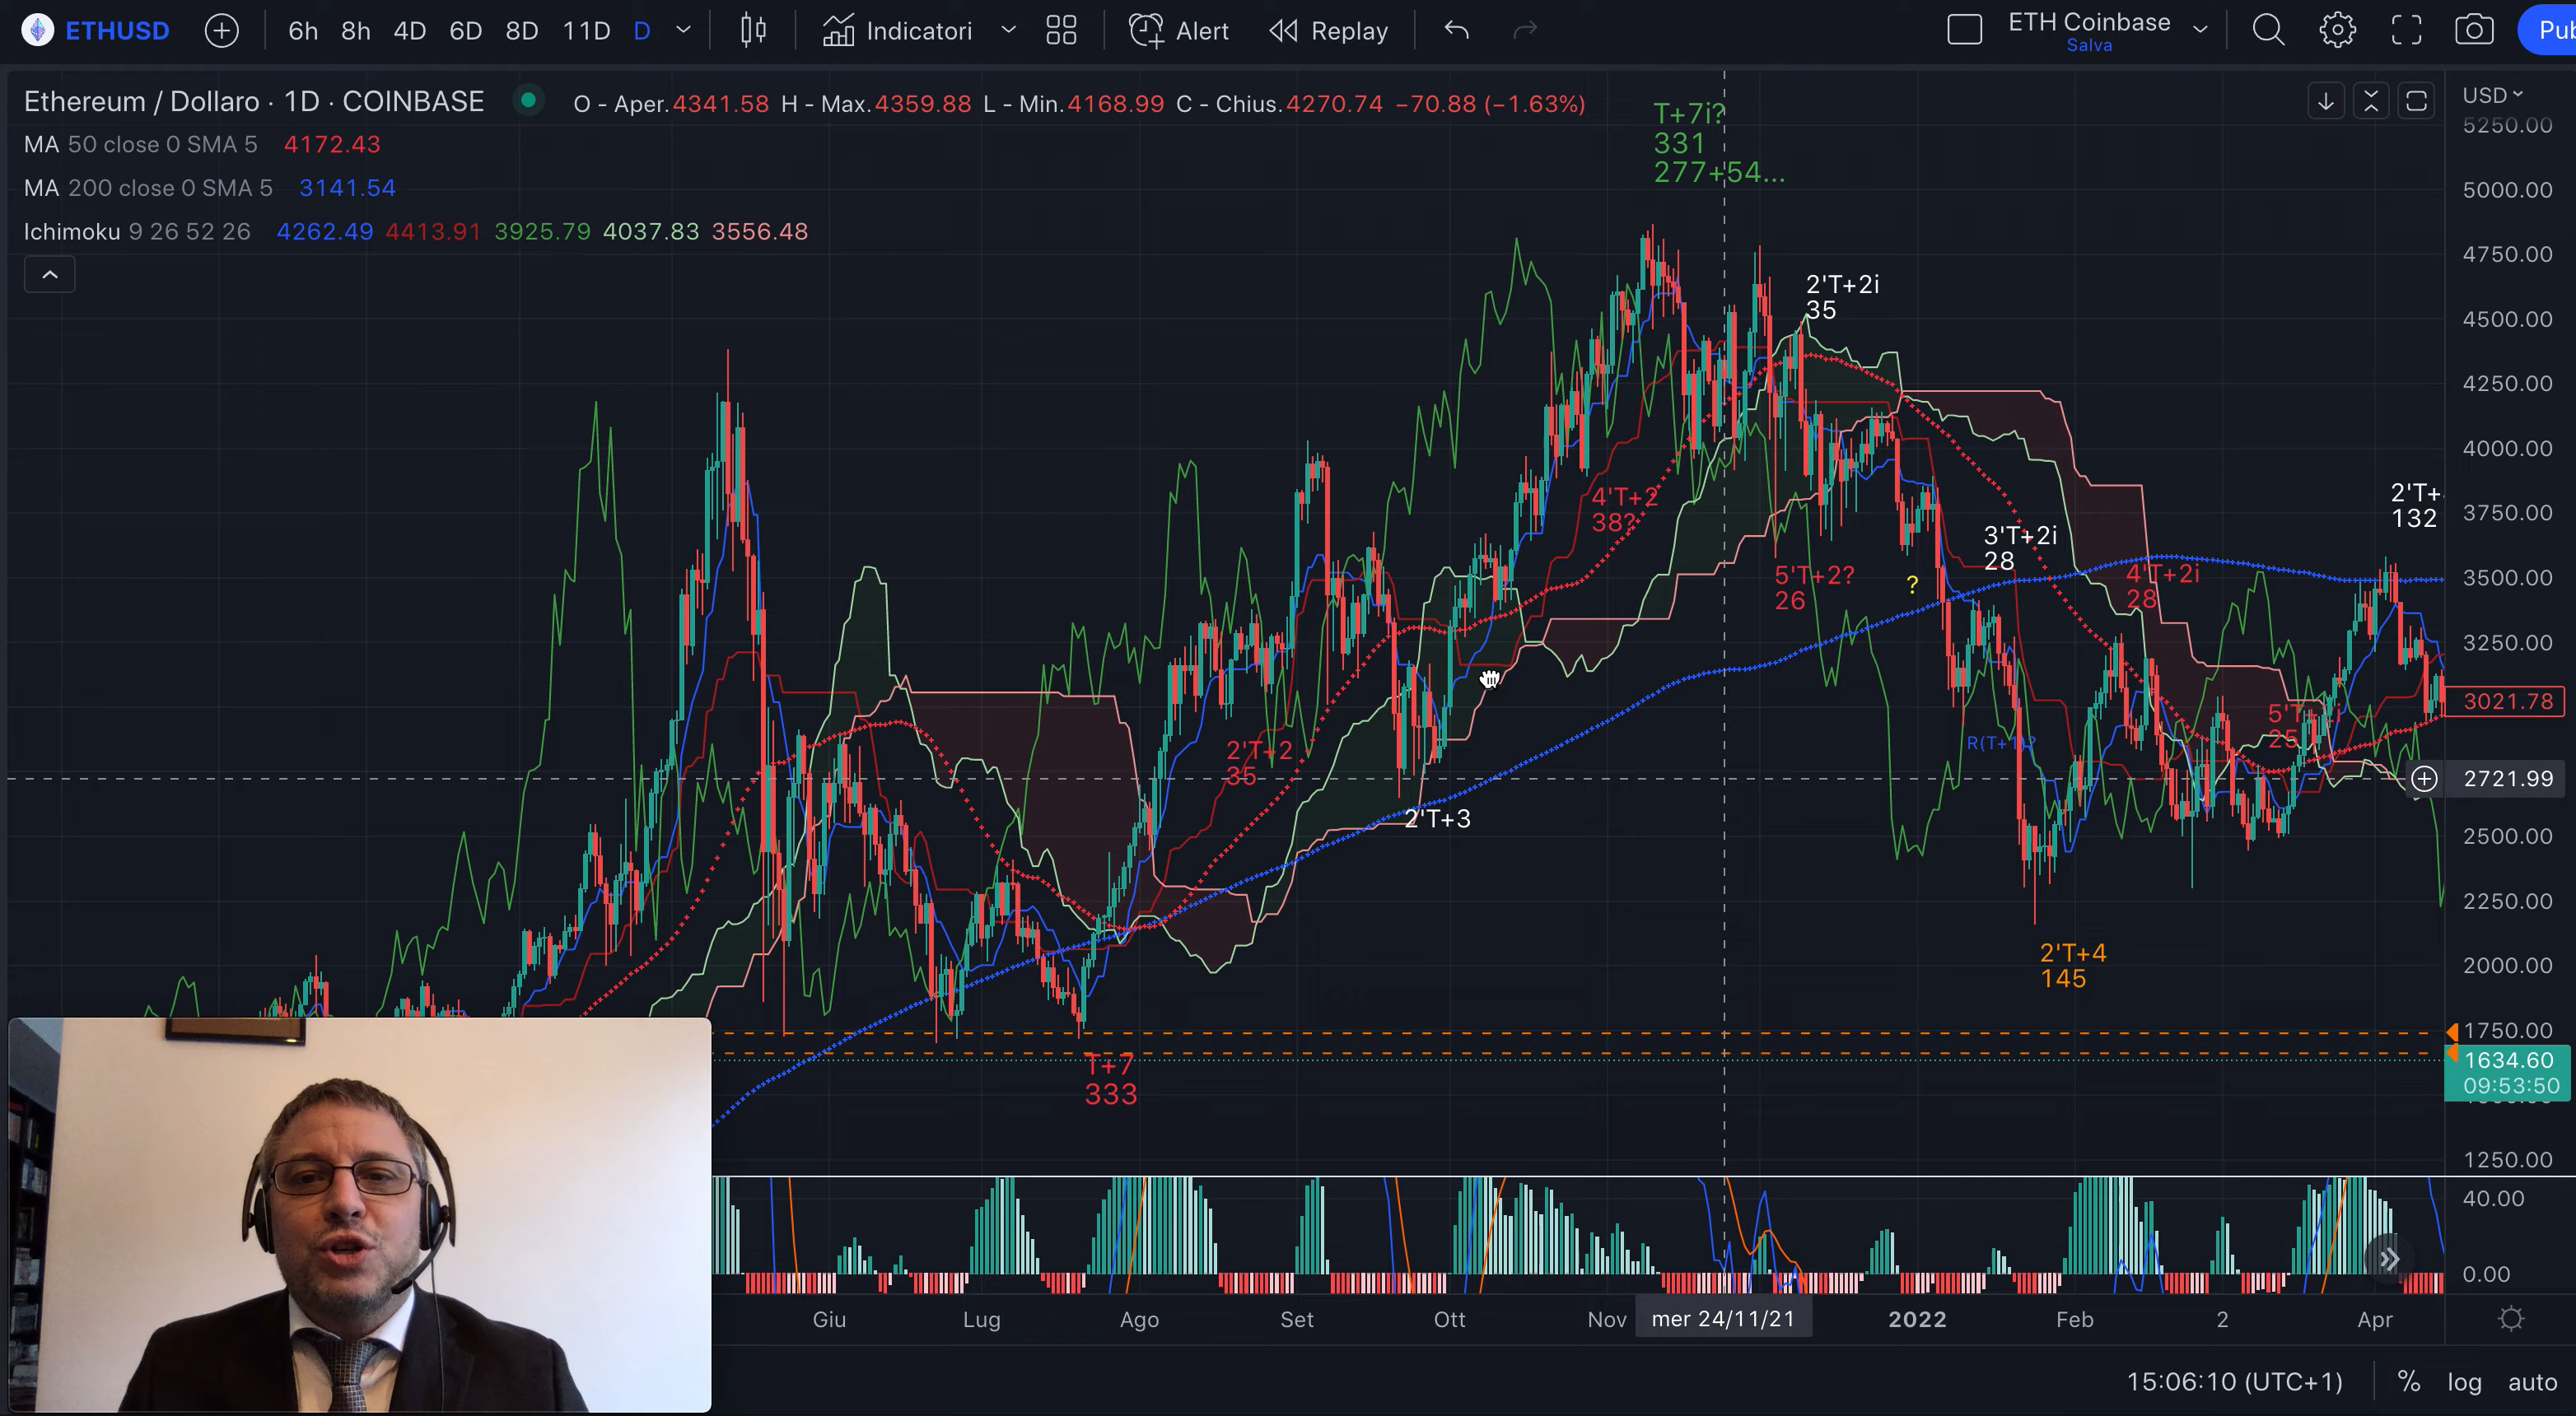 ETHUSD 6h 8h 4D 6D 8D 11D D Indicatori Alert Replay ETH Coinbase
Salva
Ethereum / Dollaro · 1D · COINBASE O - Aper.4341.58 H - Max.4359.88 L - Min.4168.99 C - Chius.4270.74 −70.88 (−1.63%)
MA 50 close 0 SMA 5 4172.43
MA 200 close 0 SMA 5 3141.54
Ichimoku 9 26 52 26 4262.49 4413.91 3925.79 4037.83 3556.48
T+7i?
331
277+54...
2'T+2i
35
4'T+2
38?
5'T+2?
26
?
3'T+2i
28
4'T+2i
28
2'T+
132
2'T+2
35
2'T+3
2'T+4
145
T+7
333
USD
5250.00
5000.00
4750.00
4500.00
4250.00
4000.00
3750.00
3500.00
3250.00
3021.78
2721.99
2500.00
2250.00
2000.00
1750.00
1634.60
09:53:50
1250.00
40.00
0.00
Giu Lug Ago Set Ott Nov mer 24/11/21 2022 Feb 2 Apr
15:06:10 (UTC+1) % log auto